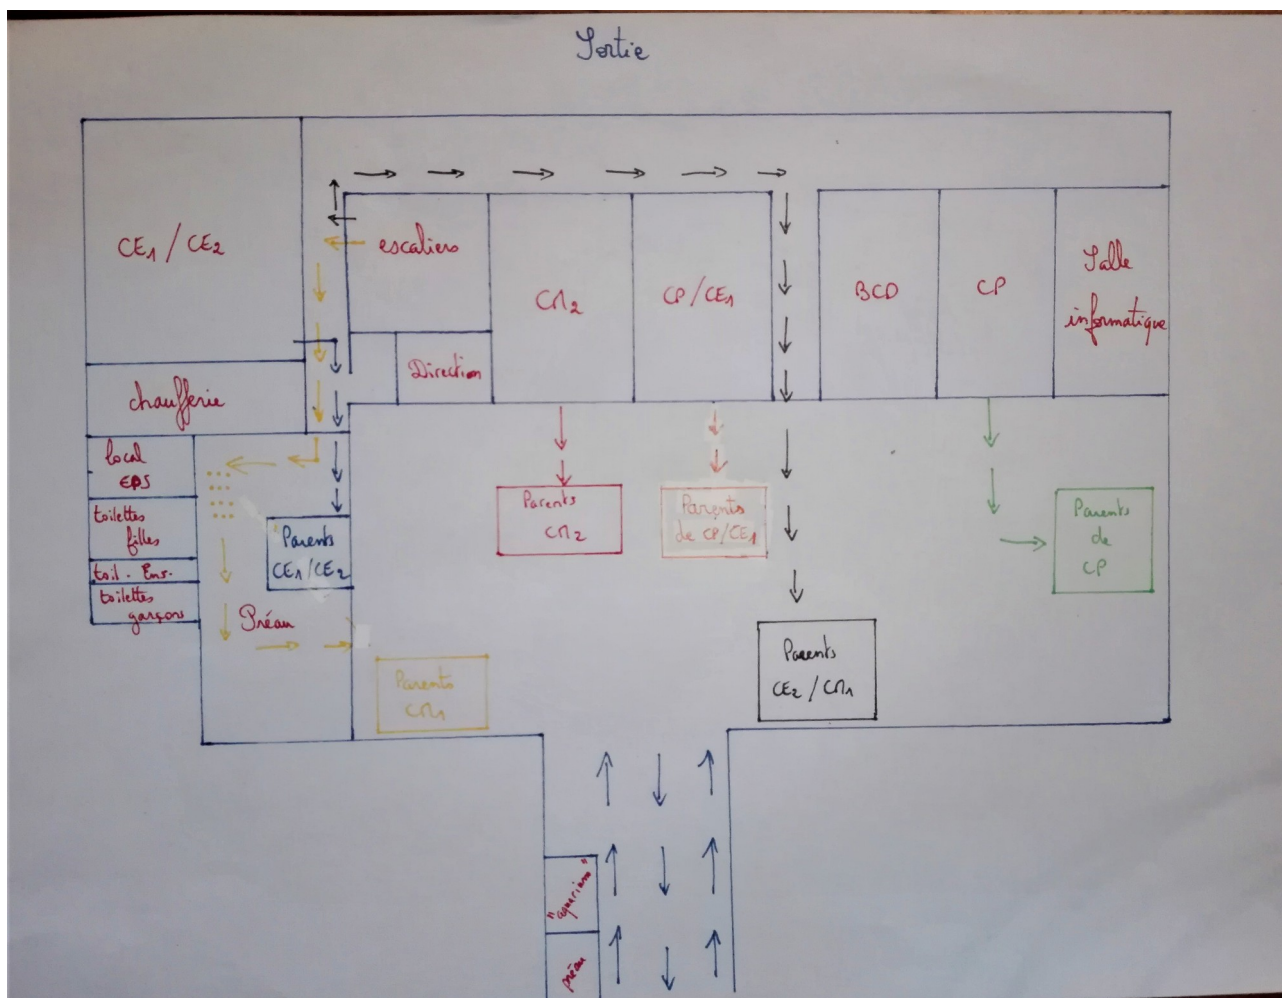 Sortie
CE1 / CE2
escaliers
CM2
CP/CE1
BCD
CP
Salle
informatique
Direction
chaufferie
local
EPS
toilettes
filles
toil. Ens.
toilettes
garçons
Préau
Parents
CE1/CE2
Parents
CM2
Parents
de CP/CE1
Parents
de
CP
Parents
CM1
Parents
CE2 / CM1
"aquarium"
préau